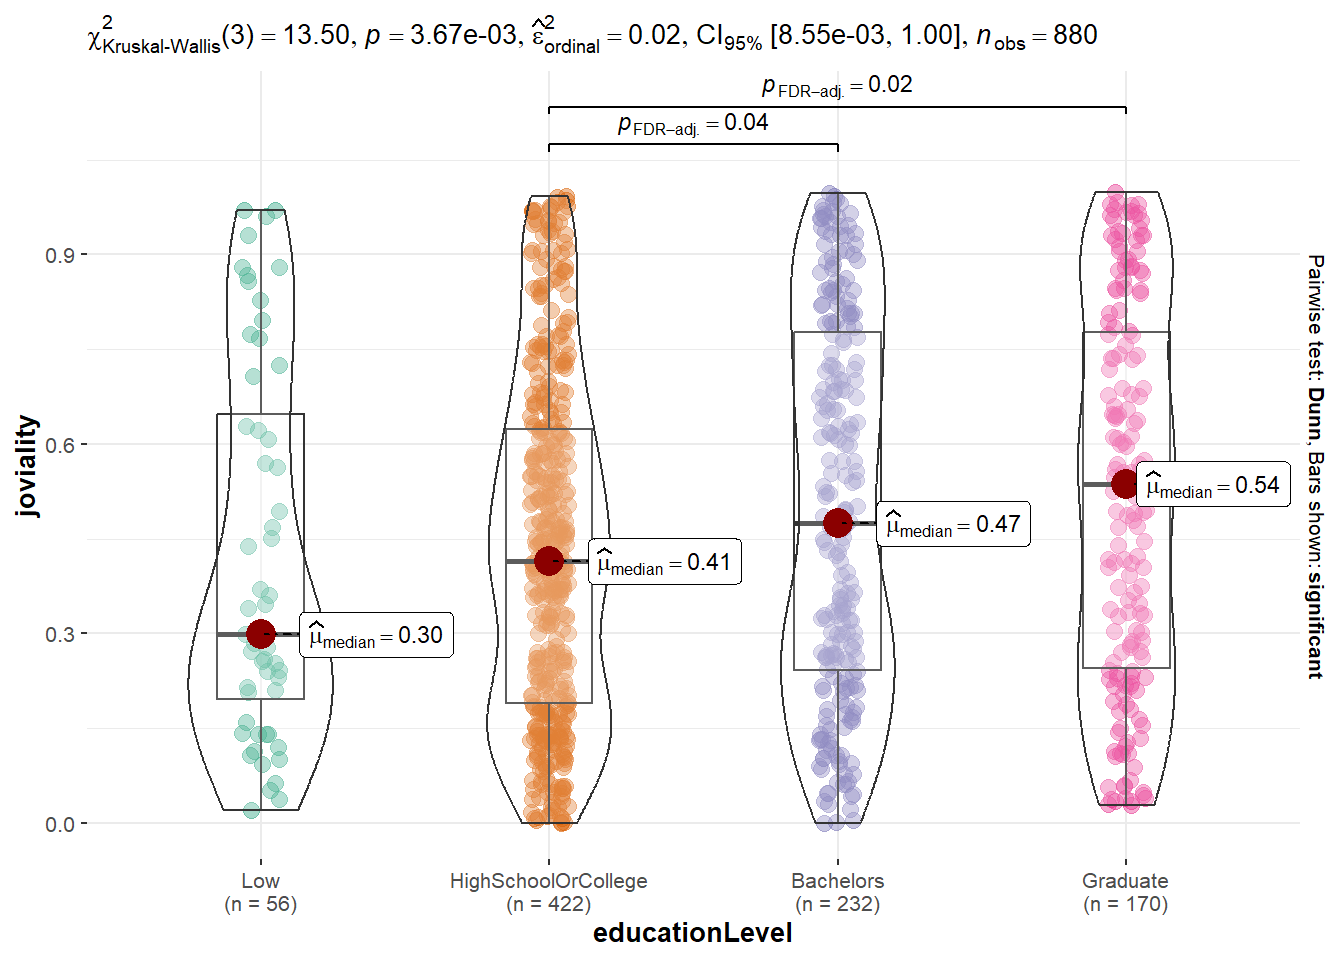 χ²Kruskal-Wallis(3) = 13.50, p = 3.67e-03, ε̂²ordinal = 0.02, CI95% [8.55e-03, 1.00], nobs = 880
pFDR−adj. = 0.02
pFDR−adj. = 0.04
0.9
0.6
0.3
0.0
joviality
μ̂median = 0.30
μ̂median = 0.41
μ̂median = 0.47
μ̂median = 0.54
Pairwise test: Dunn, Bars shown: significant
Low
(n = 56)
HighSchoolOrCollege
(n = 422)
Bachelors
(n = 232)
Graduate
(n = 170)
educationLevel